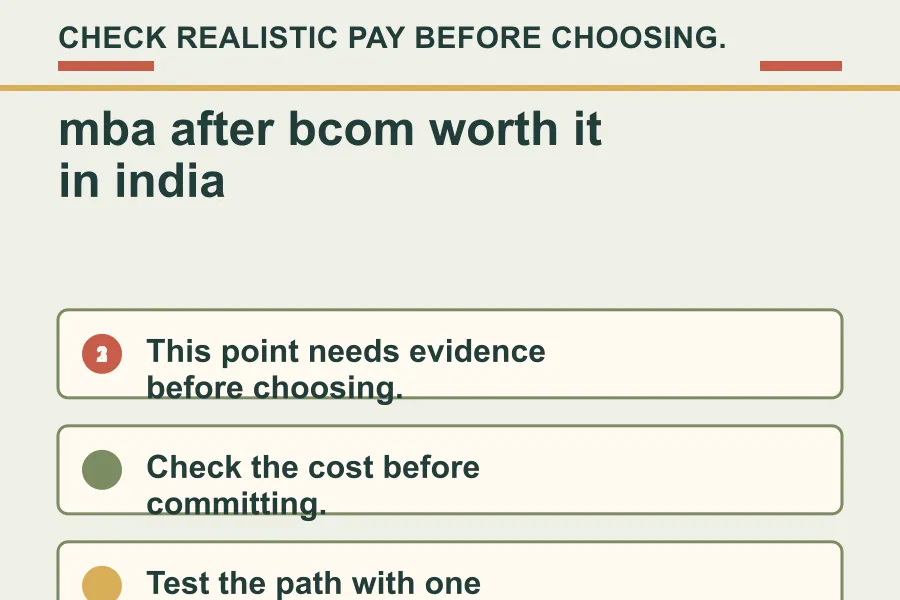 CHECK REALISTIC PAY BEFORE CHOOSING.
mba after bcom worth it
in india
This point needs evidence
before choosing.
Check the cost before
committing.
Test the path with one